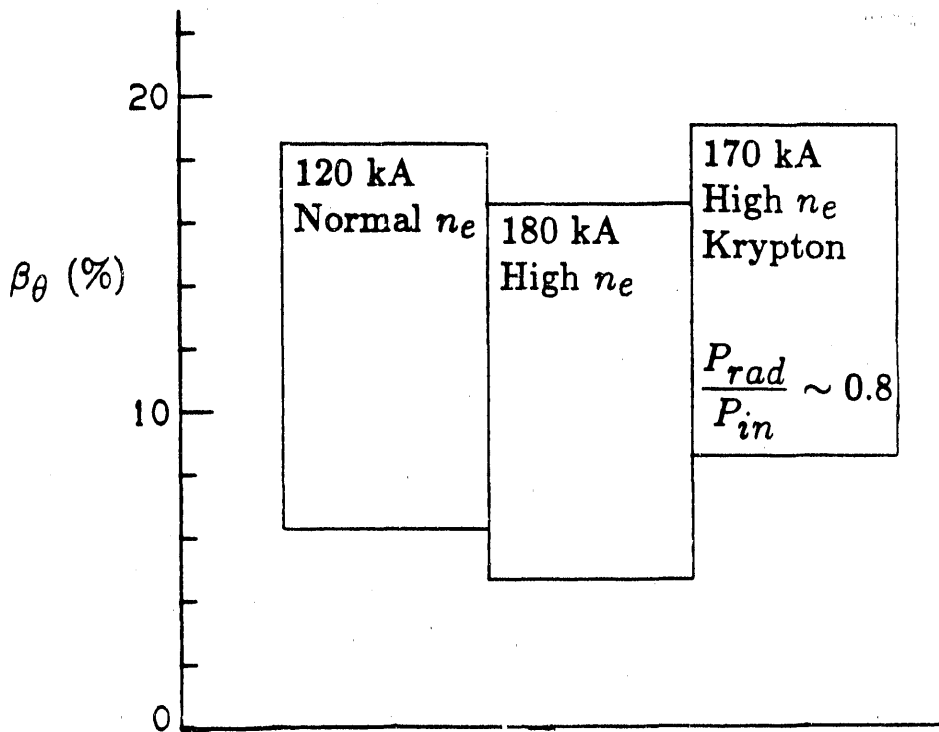 20
10
0
β_θ (%)
120 kA
Normal n_e
180 kA
High n_e
170 kA
High n_e
Krypton
P_rad
P_in
~ 0.8